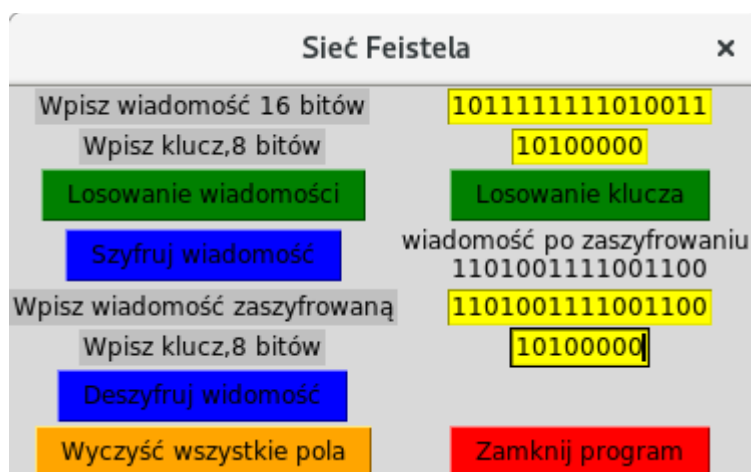 Sieć Feistela
Wpisz wiadomość 16 bitów 1011111111010011
Wpisz klucz,8 bitów 10100000
Losowanie wiadomości Losowanie klucza
Szyfruj wiadomość wiadomość po zaszyfrowaniu
1101001111001100
Wpisz wiadomość zaszyfrowaną 1101001111001100
Wpisz klucz,8 bitów 10100000
Deszyfruj widomość
Wyczyść wszystkie pola Zamknij program